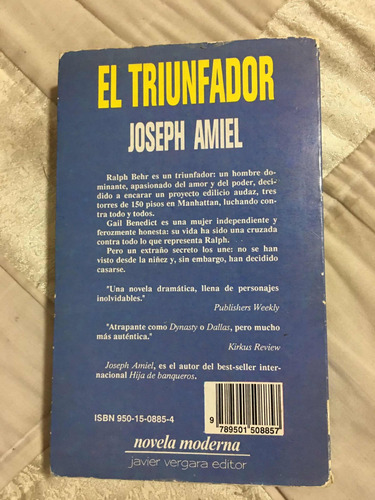 EL TRIUNFADOR
JOSEPH AMIEL
Ralph Behr es un triunfador: un hombre do-
minante, apasionado del amor y del poder, deci-
dido a encarar un proyecto edilicio audaz, tres
torres de 150 pisos en Manhattan, luchando con-
tra todo y todos.
Gail Benedict es una mujer independiente y
ferozmente honesta: su vida ha sido una cruzada
contra todo lo que representa Ralph.
Pero un extraño secreto los une: no se han
visto desde la niñez y, sin embargo, han decidido
casarse.
"Una novela dramática, llena de personajes
inolvidables."
Publishers Weekly
"Atrapante como Dynasty o Dallas, pero mucho
más auténtica."
Kirkus Review
Joseph Amiel, es el autor del best-seller inter-
nacional Hija de banqueros.
ISBN 950-15-0885-4
9 789501 508857
novela moderna
javier vergara editor